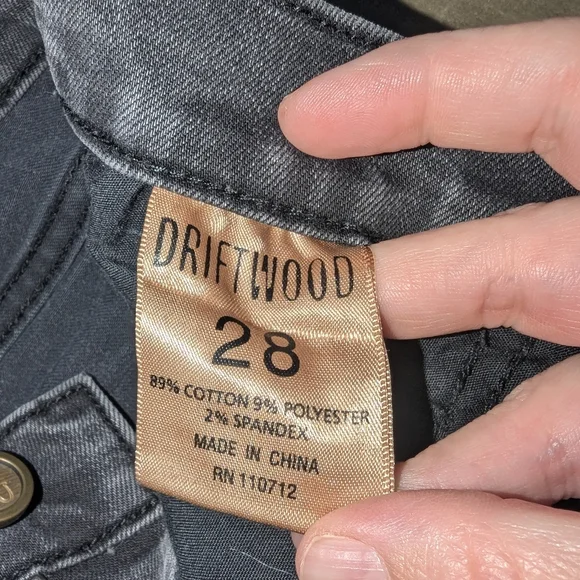 DRIFTWOOD
28
89% COTTON 9% POLYESTER
2% SPANDEX
MADE IN CHINA
RN 110712